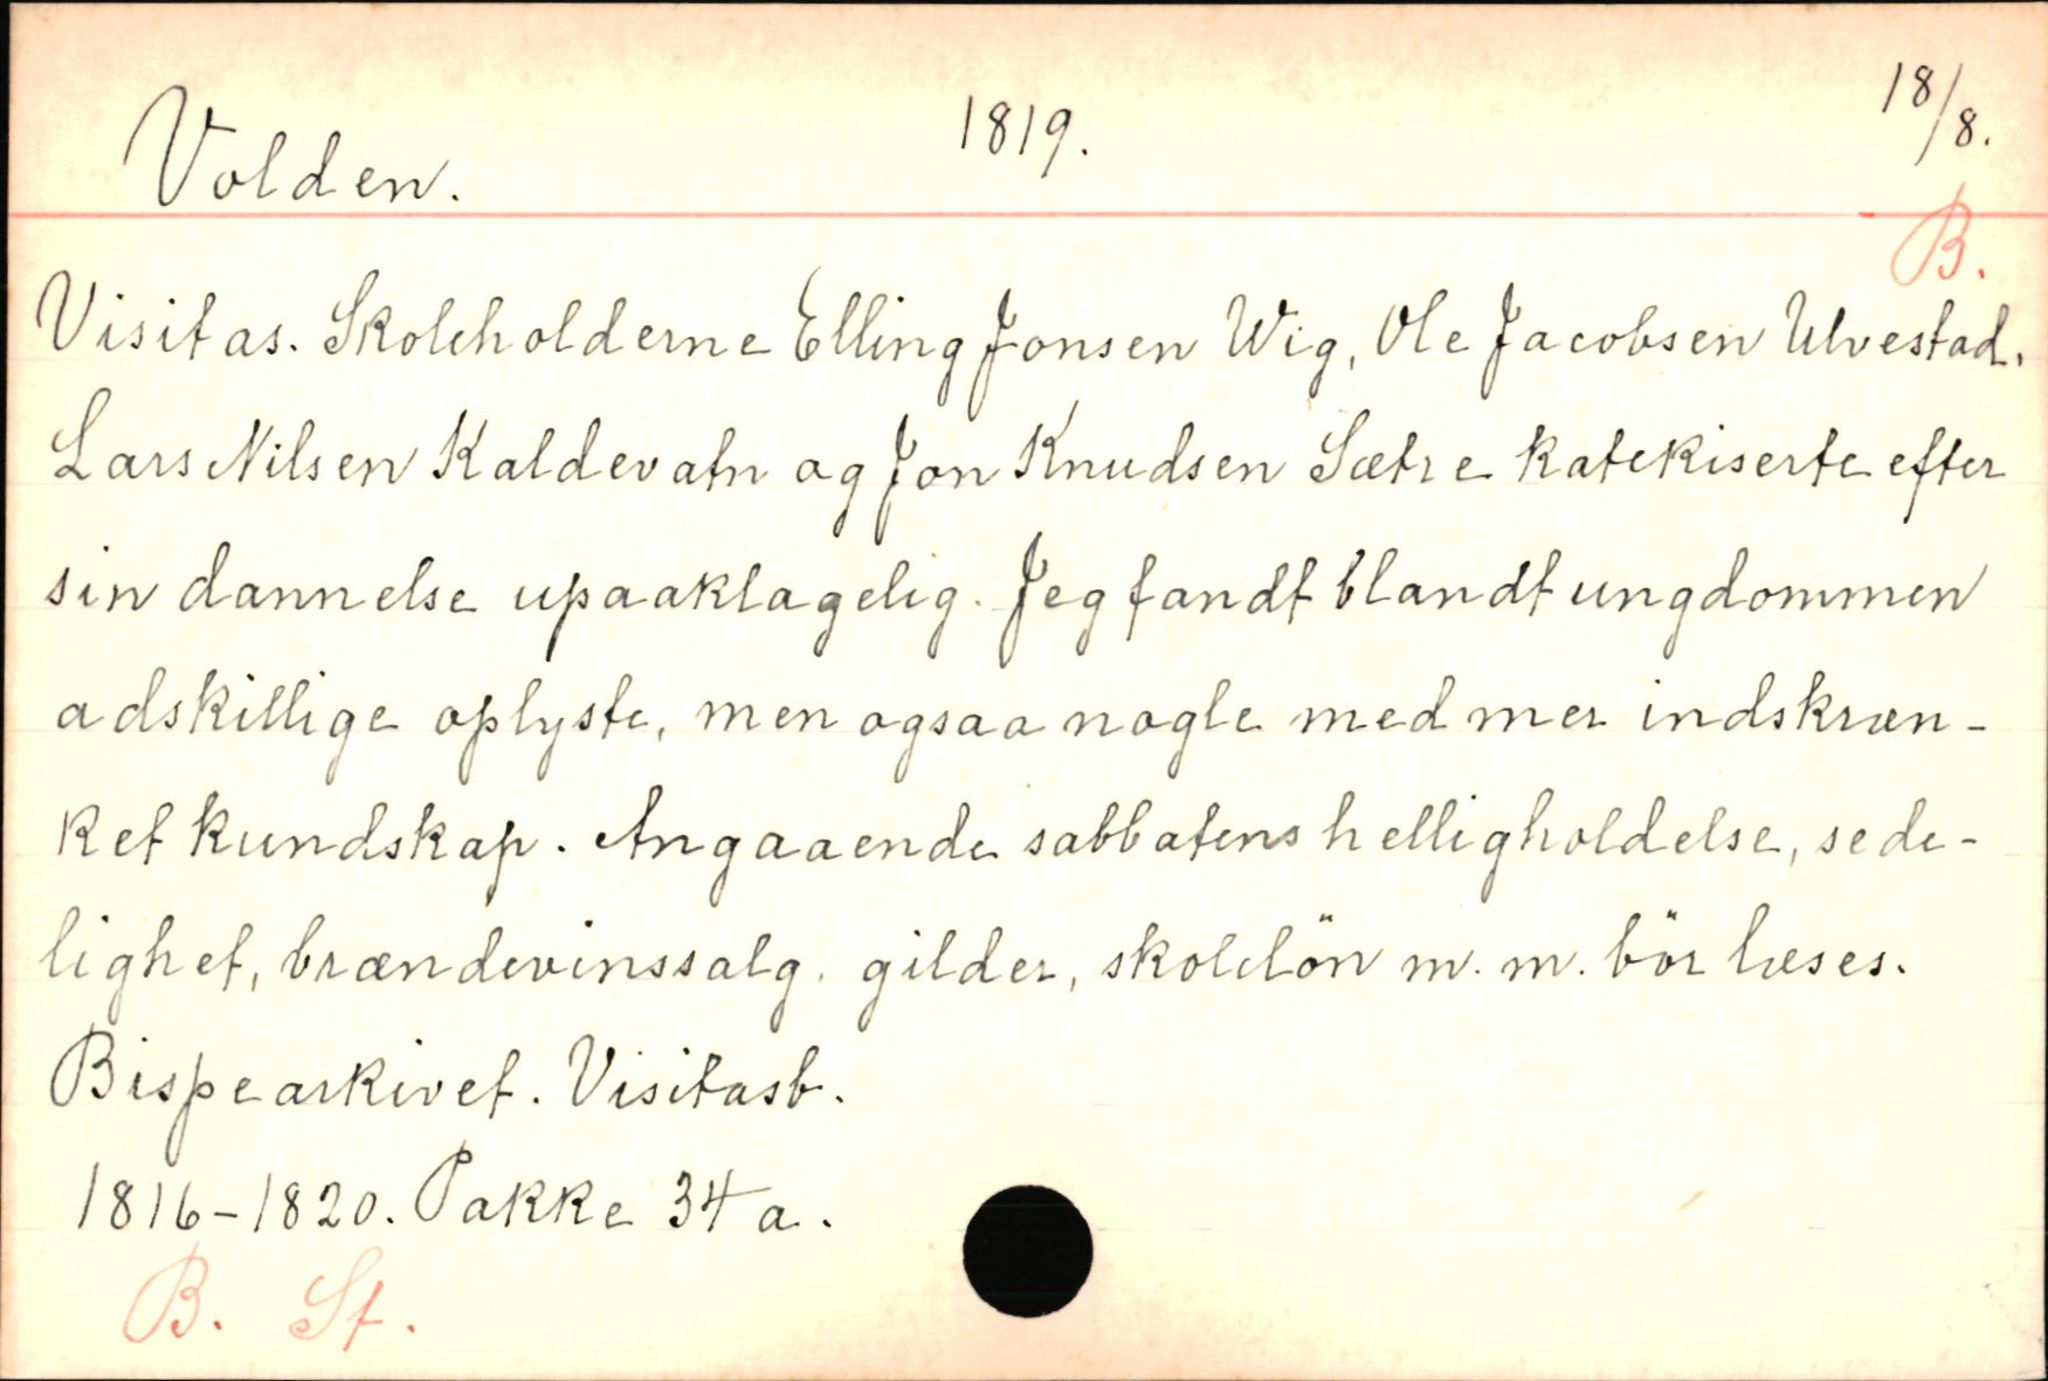 Volden. 1819. 18/8.
B.
Visitas. Skoleholderne Elling Jonsen Wig, Ole Jacobsen Ulvestad,
Lars Nilsen Kaldevatn og Jon Knudsen Sætre katekiserte efter
sin dannelse upaaklagelig. Jeg fandt blandt ungdommen
adskillige oplyste, men ogsaa nogle med mer indskræn-
ket kundskap. Angaaende sabbatens helligholdelse, sede-
lighet, brændevinssalg, gilder, skolelön m. m. bör læses.
Bispearkivet. Visitasb.
1816-1820. Pakke 34 a.
B. St.